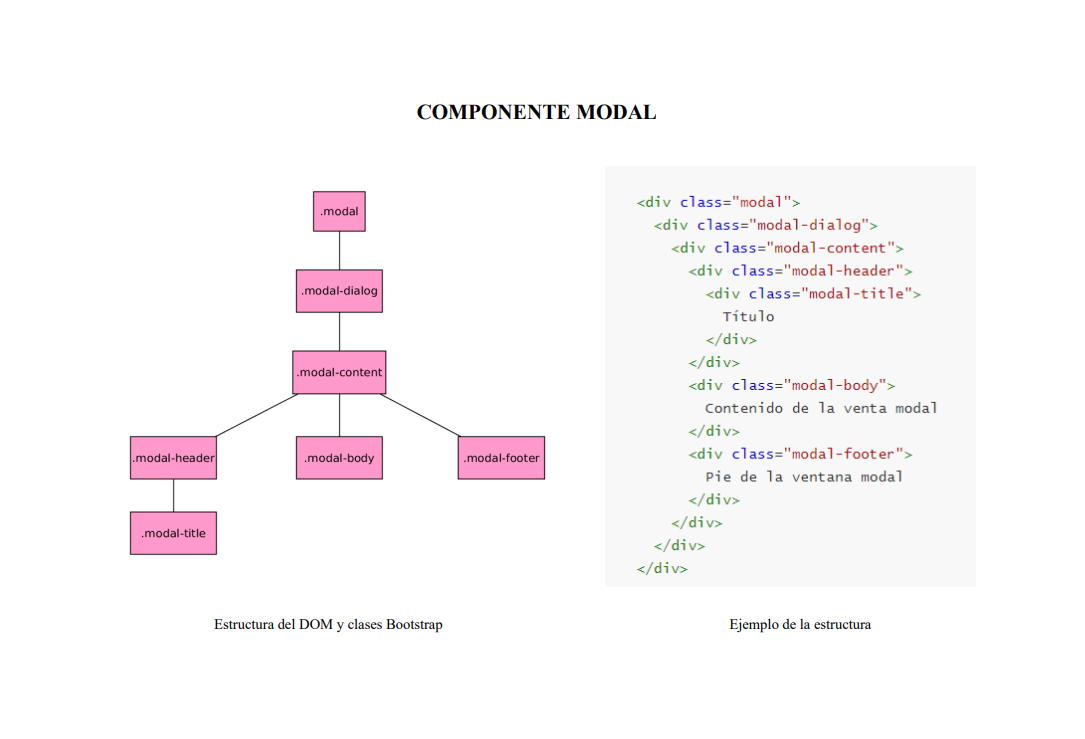 COMPONENTE MODAL
.modal
.modal-dialog
.modal-content
.modal-header
.modal-body
.modal-footer
.modal-title
<div class="modal">
<div class="modal-dialog">
<div class="modal-content">
<div class="modal-header">
<div class="modal-title">
Título
</div>
</div>
<div class="modal-body">
Contenido de la venta modal
</div>
<div class="modal-footer">
Pie de la ventana modal
</div>
</div>
</div>
</div>
Estructura del DOM y clases Bootstrap
Ejemplo de la estructura